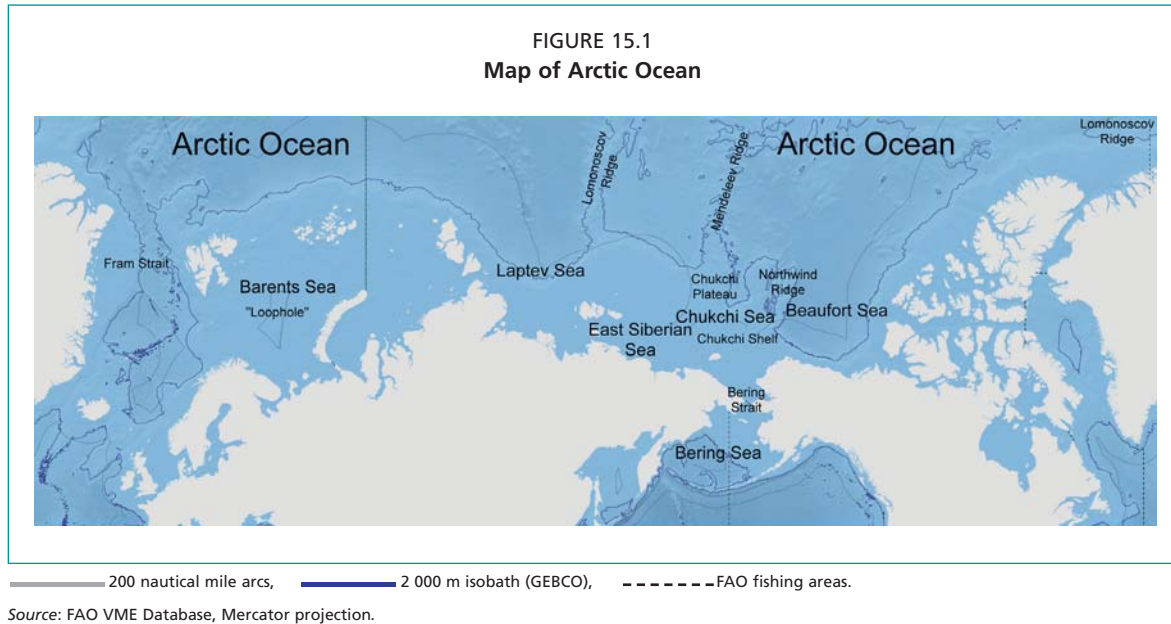 FIGURE 15.1
Map of Arctic Ocean
Arctic Ocean
Arctic Ocean
Lomonoscov
Ridge
Lomonoscov
Ridge
Mendeleev Ridge
Fram Strait
Barents Sea
"Loophole"
Laptev Sea
Chukchi
Plateau
Northwind
Ridge
Chukchi Sea
Beaufort Sea
East Siberian
Sea
Chukchi Shelf
Bering
Strait
Bering Sea
200 nautical mile arcs, 2 000 m isobath (GEBCO), FAO fishing areas.
Source: FAO VME Database, Mercator projection.